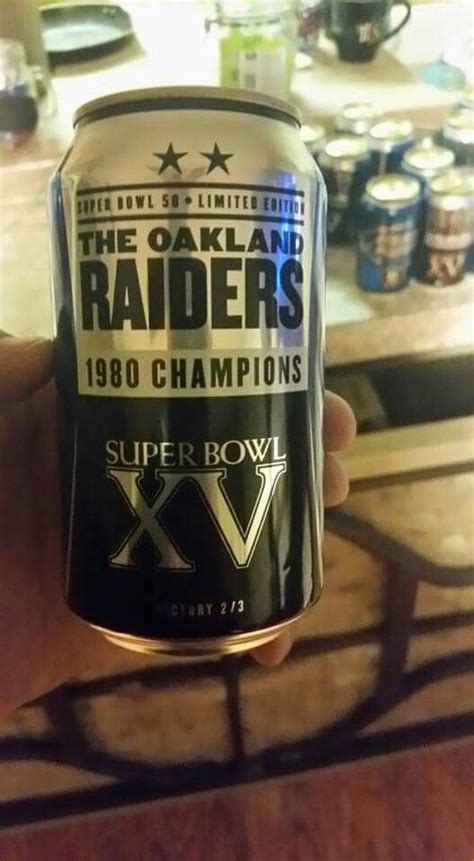 SUPER BOWL 50 • LIMITED EDITION
THE OAKLAND
RAIDERS
1980 CHAMPIONS
SUPER BOWL
XV
VICTORY 2/3